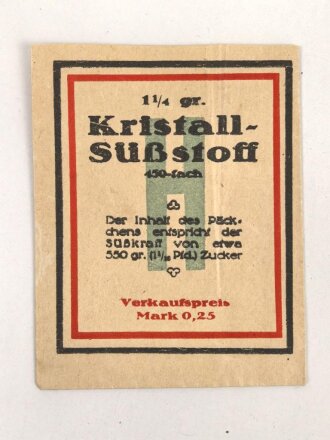 1¼ gr.
Kristall-
Süßstoff
450-fach
Der Inhalt des Päck-
chens entspricht der
Süßkraft von etwa
550 gr. (1¹/₁₀ Pfd.) Zucker
Verkaufspreis
Mark 0,25